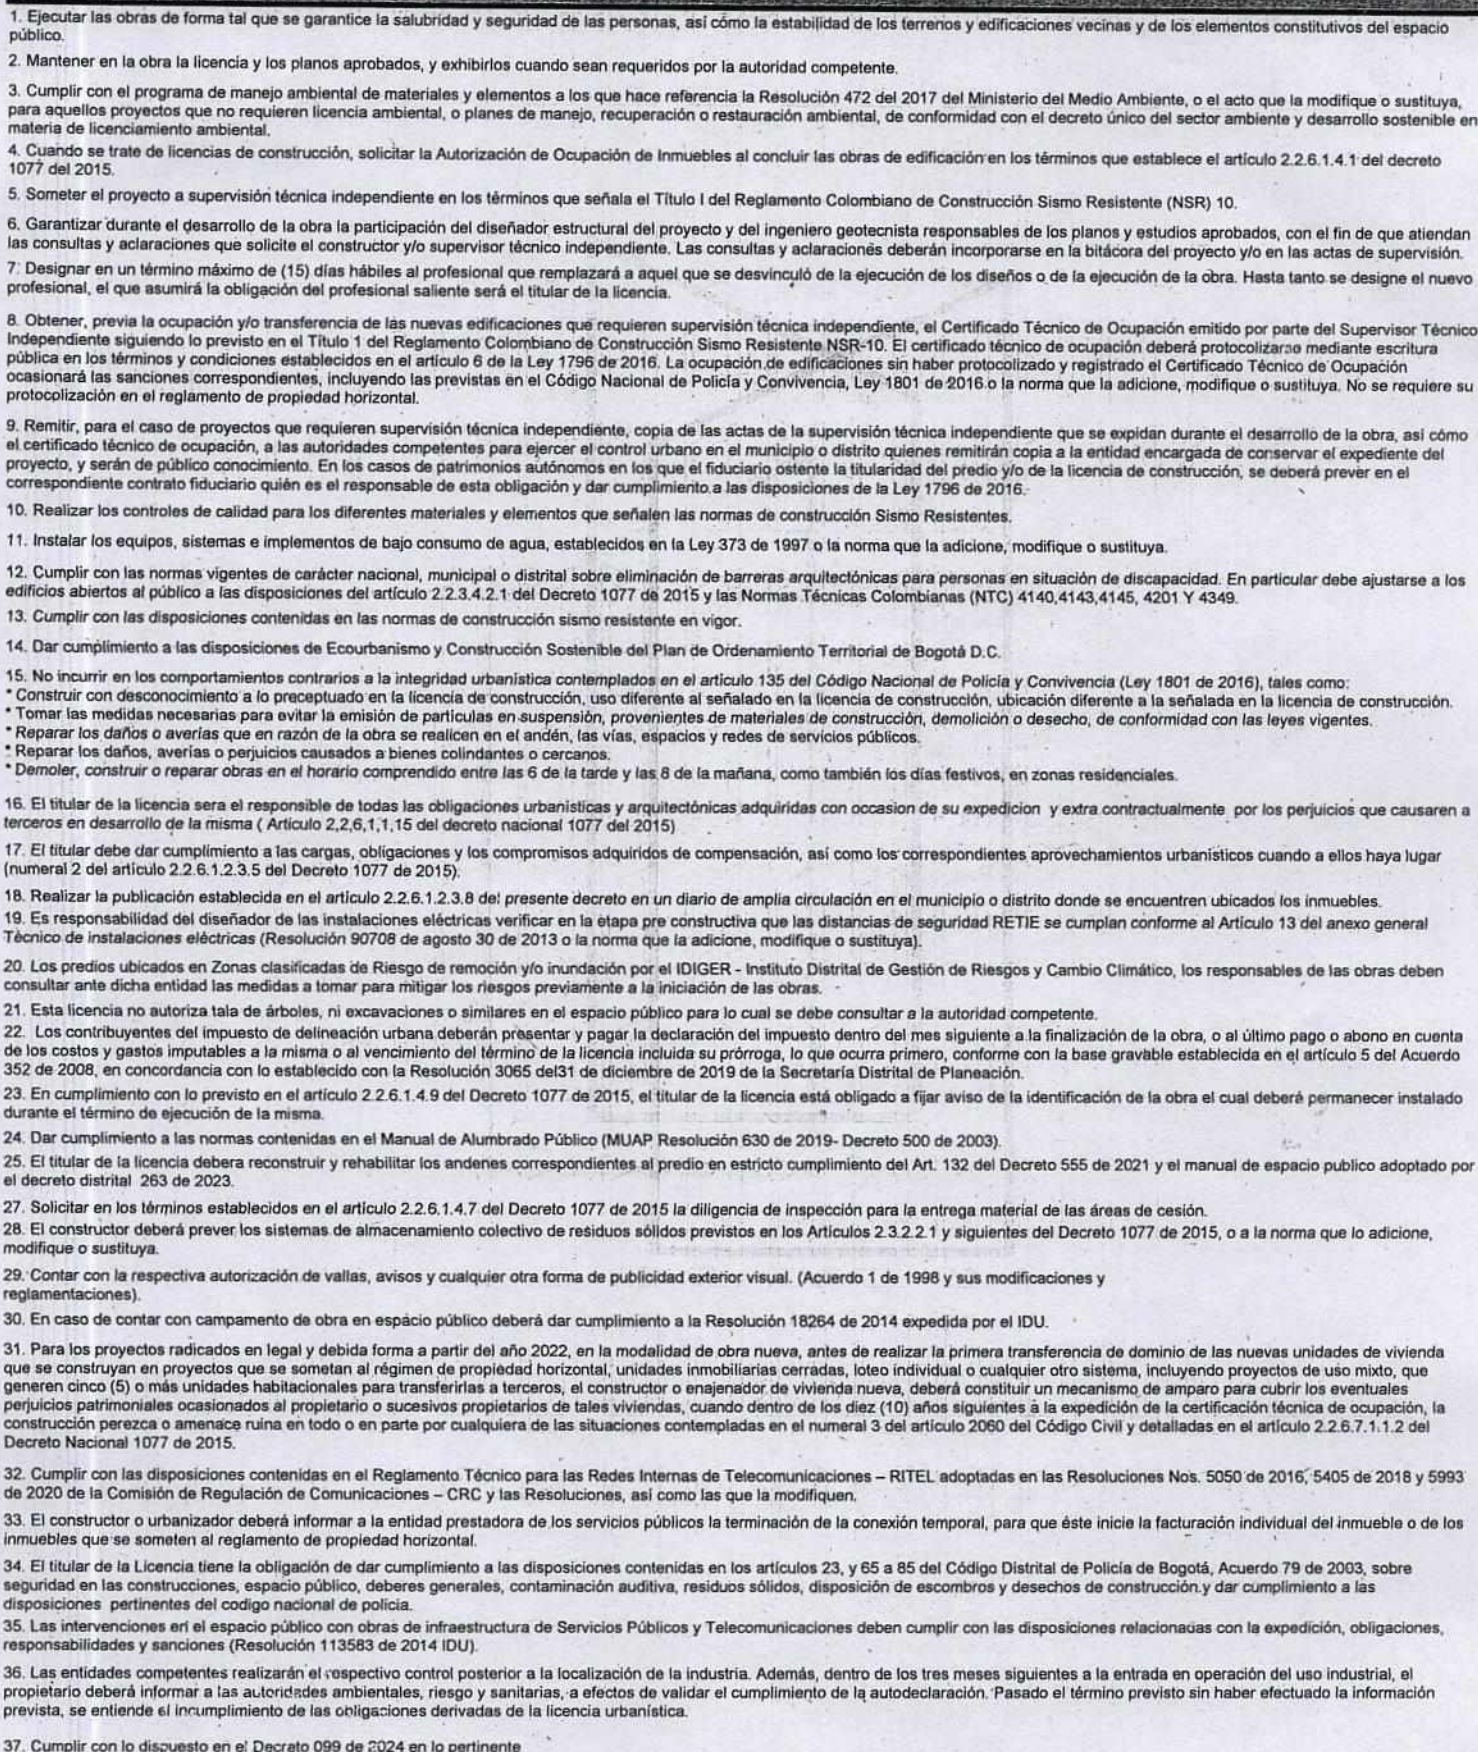 1. Ejecutar las obras de forma tal que se garantice la salubridad y seguridad de las personas, así cómo la estabilidad de los terrenos y edificaciones vecinas y de los elementos constitutivos del espacio
público.
2. Mantener en la obra la licencia y los planos aprobados, y exhibirlos cuando sean requeridos por la autoridad competente.
3. Cumplir con el programa de manejo ambiental de materiales y elementos a los que hace referencia la Resolución 472 del 2017 del Ministerio del Medio Ambiente, o el acto que la modifique o sustituya,
para aquellos proyectos que no requieren licencia ambiental, o planes de manejo, recuperación o restauración ambiental, de conformidad con el decreto único del sector ambiente y desarrollo sostenible en
materia de licenciamiento ambiental.
4. Cuando se trate de licencias de construcción, solicitar la Autorización de Ocupación de Inmuebles al concluir las obras de edificación en los términos que establece el artículo 2.2.6.1.4.1 del decreto
1077 del 2015.
5. Someter el proyecto a supervisión técnica independiente en los términos que señala el Título I del Reglamento Colombiano de Construcción Sismo Resistente (NSR) 10.
6. Garantizar durante el desarrollo de la obra la participación del diseñador estructural del proyecto y del ingeniero geotecnista responsables de los planos y estudios aprobados, con el fin de que atiendan
las consultas y aclaraciones que solicite el constructor y/o supervisor técnico independiente. Las consultas y aclaraciones deberán incorporarse en la bitácora del proyecto y/o en las actas de supervisión.
7. Designar en un término máximo de (15) días hábiles al profesional que remplazará a aquel que se desvinculó de la ejecución de los diseños o de la ejecución de la obra. Hasta tanto se designe el nuevo
profesional, el que asumirá la obligación del profesional saliente será el titular de la licencia.
8. Obtener, previa la ocupación y/o transferencia de las nuevas edificaciones que requieren supervisión técnica independiente, el Certificado Técnico de Ocupación emitido por parte del Supervisor Técnico
Independiente siguiendo lo previsto en el Título 1 del Reglamento Colombiano de Construcción Sismo Resistente NSR-10. El certificado técnico de ocupación deberá protocolizarse mediante escritura
pública en los términos y condiciones establecidos en el artículo 6 de la Ley 1796 de 2016. La ocupación de edificaciones sin haber protocolizado y registrado el Certificado Técnico de Ocupación
ocasionará las sanciones correspondientes, incluyendo las previstas en el Código Nacional de Policía y Convivencia, Ley 1801 de 2016 o la norma que la adicione, modifique o sustituya. No se requiere su
protocolización en el reglamento de propiedad horizontal.
9. Remitir, para el caso de proyectos que requieren supervisión técnica independiente, copia de las actas de la supervisión técnica independiente que se expidan durante el desarrollo de la obra, así cómo
el certificado técnico de ocupación, a las autoridades competentes para ejercer el control urbano en el municipio o distrito quienes remitirán copia a la entidad encargada de conservar el expediente del
proyecto, y serán de público conocimiento. En los casos de patrimonios autónomos en los que el fiduciario ostente la titularidad del predio y/o de la licencia de construcción, se deberá prever en el
correspondiente contrato fiduciario quién es el responsable de esta obligación y dar cumplimiento a las disposiciones de la Ley 1796 de 2016.
10. Realizar los controles de calidad para los diferentes materiales y elementos que señalen las normas de construcción Sismo Resistentes.
11. Instalar los equipos, sistemas e implementos de bajo consumo de agua, establecidos en la Ley 373 de 1997 o la norma que la adicione, modifique o sustituya.
12. Cumplir con las normas vigentes de carácter nacional, municipal o distrital sobre eliminación de barreras arquitectónicas para personas en situación de discapacidad. En particular debe ajustarse a los
edificios abiertos al público a las disposiciones del artículo 2.2.3.4.2.1 del Decreto 1077 de 2015 y las Normas Técnicas Colombianas (NTC) 4140,4143,4145, 4201 Y 4349.
13. Cumplir con las disposiciones contenidas en las normas de construcción sismo resistente en vigor.
14. Dar cumplimiento a las disposiciones de Ecourbanismo y Construcción Sostenible del Plan de Ordenamiento Territorial de Bogotá D.C.
15. No incurrir en los comportamientos contrarios a la integridad urbanística contemplados en el articulo 135 del Código Nacional de Policía y Convivencia (Ley 1801 de 2016), tales como:
* Construir con desconocimiento a lo preceptuado en la licencia de construcción, uso diferente al señalado en la licencia de construcción, ubicación diferente a la señalada en la licencia de construcción.
* Tomar las medidas necesarias para evitar la emisión de particulas en suspensión, provenientes de materiales de construcción, demolición o desecho, de conformidad con las leyes vigentes.
* Reparar los daños o averias que en razón de la obra se realicen en el andén, las vías, espacios y redes de servicios públicos.
* Reparar los daños, averias o perjuicios causados a bienes colindantes o cercanos.
* Demoler, construir o reparar obras en el horario comprendido entre las 6 de la tarde y las 8 de la mañana, como también los días festivos, en zonas residenciales.
16. El titular de la licencia sera el responsible de todas las obligaciones urbanisticas y arquitectónicas adquiridas con occasion de su expedicion y extra contractualmente por los perjuicios que causaren a
terceros en desarrollo de la misma ( Artículo 2,2,6,1,1,15 del decreto nacional 1077 del 2015)
17. El titular debe dar cumplimiento a las cargas, obligaciones y los compromisos adquiridos de compensación, así como los correspondientes aprovechamientos urbanísticos cuando a ellos haya lugar
(numeral 2 del artículo 2.2.6.1.2.3.5 del Decreto 1077 de 2015).
18. Realizar la publicación establecida en el artículo 2.2.6.1.2.3.8 del presente decreto en un diario de amplia circulación en el municipio o distrito donde se encuentren ubicados los inmuebles.
19. Es responsabilidad del diseñador de las instalaciones eléctricas verificar en la etapa pre constructiva que las distancias de seguridad RETIE se cumplan conforme al Artículo 13 del anexo general
Tècnico de instalaciones eléctricas (Resolución 90708 de agosto 30 de 2013 o la norma que la adicione, modifique o sustituya).
20. Los predios ubicados en Zonas clasificadas de Riesgo de remoción y/o inundación por el IDIGER - Instituto Distrital de Gestión de Riesgos y Cambio Climático, los responsables de las obras deben
consultar ante dicha entidad las medidas a tomar para mitigar los riesgos previamente a la iniciación de las obras.
21. Esta licencia no autoriza tala de árboles, ni excavaciones o similares en el espacio público para lo cual se debe consultar a la autoridad competente.
22. Los contribuyentes del impuesto de delineación urbana deberán presentar y pagar la declaración del impuesto dentro del mes siguiente a la finalización de la obra, o al último pago o abono en cuenta
de los costos y gastos imputables a la misma o al vencimiento del término de la licencia incluida su prórroga, lo que ocurra primero, conforme con la base gravable establecida en el artículo 5 del Acuerdo
352 de 2008, en concordancia con lo establecido con la Resolución 3065 del31 de diciembre de 2019 de la Secretaría Distrital de Planeación.
23. En cumplimiento con lo previsto en el artículo 2.2.6.1.4.9 del Decreto 1077 de 2015, el titular de la licencia está obligado a fijar aviso de la identificación de la obra el cual deberá permanecer instalado
durante el término de ejecución de la misma.
24. Dar cumplimiento a las normas contenidas en el Manual de Alumbrado Público (MUAP Resolución 630 de 2019- Decreto 500 de 2003).
25. El titular de la licencia debera reconstruir y rehabilitar los andenes correspondientes al predio en estricto cumplimiento del Art. 132 del Decreto 555 de 2021 y el manual de espacio publico adoptado por
el decreto distrital 263 de 2023.
27. Solicitar en los términos establecidos en el artículo 2.2.6.1.4.7 del Decreto 1077 de 2015 la diligencia de inspección para la entrega material de las áreas de cesión.
28. El constructor deberá prever los sistemas de almacenamiento colectivo de residuos sólidos previstos en los Artículos 2.3.2.2.1 y siguientes del Decreto 1077 de 2015, o a la norma que lo adicione,
modifique o sustituya.
29. Contar con la respectiva autorización de vallas, avisos y cualquier otra forma de publicidad exterior visual. (Acuerdo 1 de 1998 y sus modificaciones y
reglamentaciones).
30. En caso de contar con campamento de obra en espacio público deberá dar cumplimiento a la Resolución 18264 de 2014 expedida por el IDU.
31. Para los proyectos radicados en legal y debida forma a partir del año 2022, en la modalidad de obra nueva, antes de realizar la primera transferencia de dominio de las nuevas unidades de vivienda
que se construyan en proyectos que se sometan al régimen de propiedad horizontal, unidades inmobiliarias cerradas, loteo individual o cualquier otro sistema, incluyendo proyectos de uso mixto, que
generen cinco (5) o más unidades habitacionales para transferirlas a terceros, el constructor o enajenador de vivienda nueva, deberá constituir un mecanismo de amparo para cubrir los eventuales
perjuicios patrimoniales ocasionados al propietario o sucesivos propietarios de tales viviendas, cuando dentro de los diez (10) años siguientes a la expedición de la certificación técnica de ocupación, la
construcción perezca o amenace ruina en todo o en parte por cualquiera de las situaciones contempladas en el numeral 3 del artículo 2060 del Código Civil y detalladas en el artículo 2.2.6.7.1.1.2 del
Decreto Nacional 1077 de 2015.
32. Cumplir con las disposiciones contenidas en el Reglamento Técnico para las Redes Internas de Telecomunicaciones – RITEL adoptadas en las Resoluciones Nos. 5050 de 2016, 5405 de 2018 y 5993
de 2020 de la Comisión de Regulación de Comunicaciones – CRC y las Resoluciones, así como las que la modifiquen.
33. El constructor o urbanizador deberá informar a la entidad prestadora de los servicios públicos la terminación de la conexión temporal, para que éste inicie la facturación individual del inmueble o de los
inmuebles que se someten al reglamento de propiedad horizontal.
34. El titular de la Licencia tiene la obligación de dar cumplimiento a las disposiciones contenidas en los artículos 23, y 65 a 85 del Código Distrital de Policía de Bogotá, Acuerdo 79 de 2003, sobre
seguridad en las construcciones, espacio público, deberes generales, contaminación auditiva, residuos sólidos, disposición de escombros y desechos de construcción y dar cumplimiento a las
disposiciones pertinentes del codigo nacional de policia.
35. Las intervenciones en el espacio público con obras de infraestructura de Servicios Públicos y Telecomunicaciones deben cumplir con las disposiciones relacionadas con la expedición, obligaciones,
responsabilidades y sanciones (Resolución 113583 de 2014 IDU).
36. Las entidades competentes realizarán el respectivo control posterior a la localización de la industria. Además, dentro de los tres meses siguientes a la entrada en operación del uso industrial, el
propietario deberá informar a las autoridades ambientales, riesgo y sanitarias, a efectos de validar el cumplimiento de la autodeclaración. Pasado el término previsto sin haber efectuado la información
prevista, se entiende el incumplimiento de las obligaciones derivadas de la licencia urbanística.
37. Cumplir con lo dispuesto en el Decreto 099 de 2024 en lo pertinente